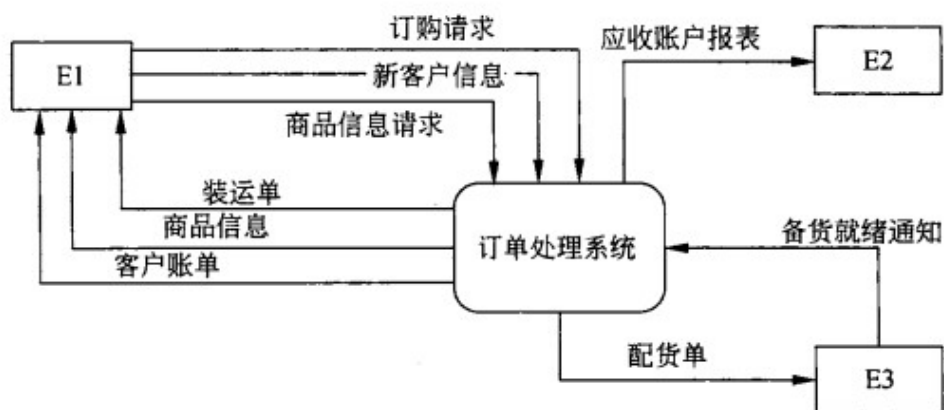 订购请求
应收账户报表
E1
新客户信息
E2
商品信息请求
装运单
商品信息
订单处理系统
备货就绪通知
客户账单
配货单
E3